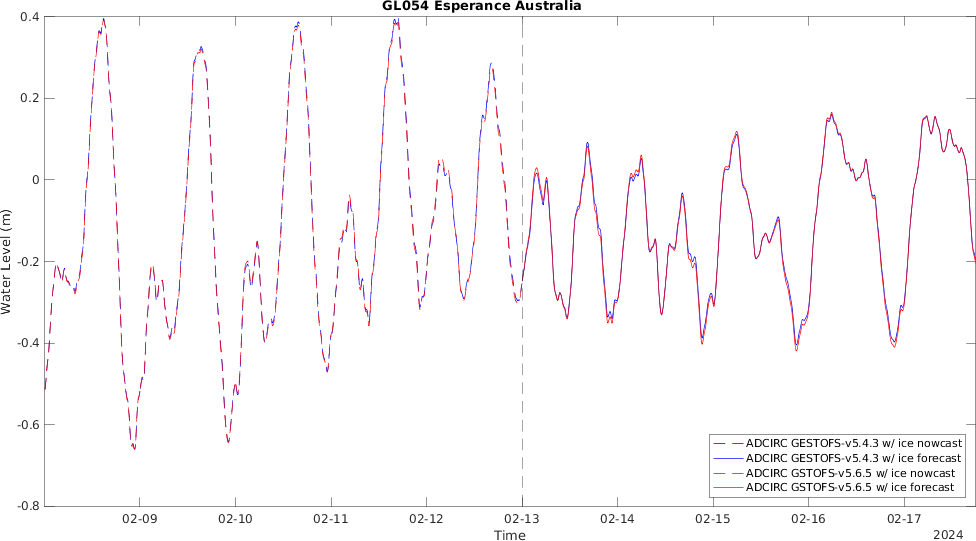 GL054 Esperance Australia
Water Level (m)
0.4
0.2
0
-0.2
-0.4
-0.6
-0.8
02-09
02-10
02-11
02-12
02-13
02-14
02-15
02-16
02-17
Time
2024
ADCIRC GESTOFS-v5.4.3 w/ ice nowcast
ADCIRC GESTOFS-v5.4.3 w/ ice forecast
ADCIRC GSTOFS-v5.6.5 w/ ice nowcast
ADCIRC GSTOFS-v5.6.5 w/ ice forecast